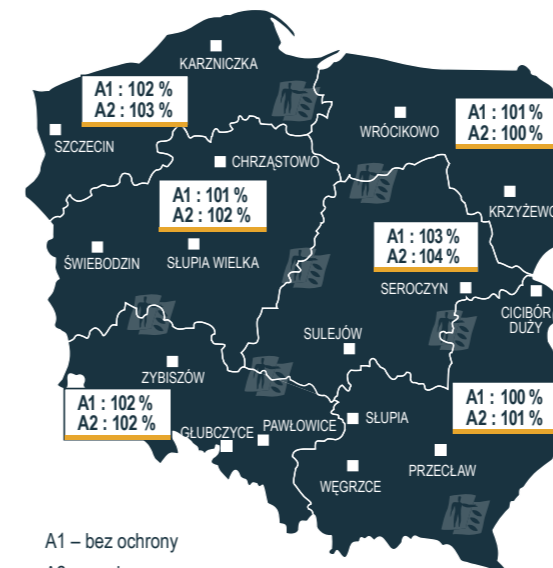 KARZNICZKA
A1 : 102 %
A2 : 103 %
SZCZECIN
WRÓCIKOWO
A1 : 101 %
A2 : 100 %
CHRZĄSTOWO
A1 : 101 %
A2 : 102 %
KRZYŻEWO
ŚWIEBODZIN
SŁUPIA WIELKA
A1 : 103 %
A2 : 104 %
SEROCZYN
CICIBÓR
DUŻY
SULEJÓW
ZYBISZÓW
A1 : 102 %
A2 : 102 %
GŁUBCZYCE
PAWŁOWICE
SŁUPIA
A1 : 100 %
A2 : 101 %
WĘGRZCE
PRZECŁAW
A1 – bez ochrony